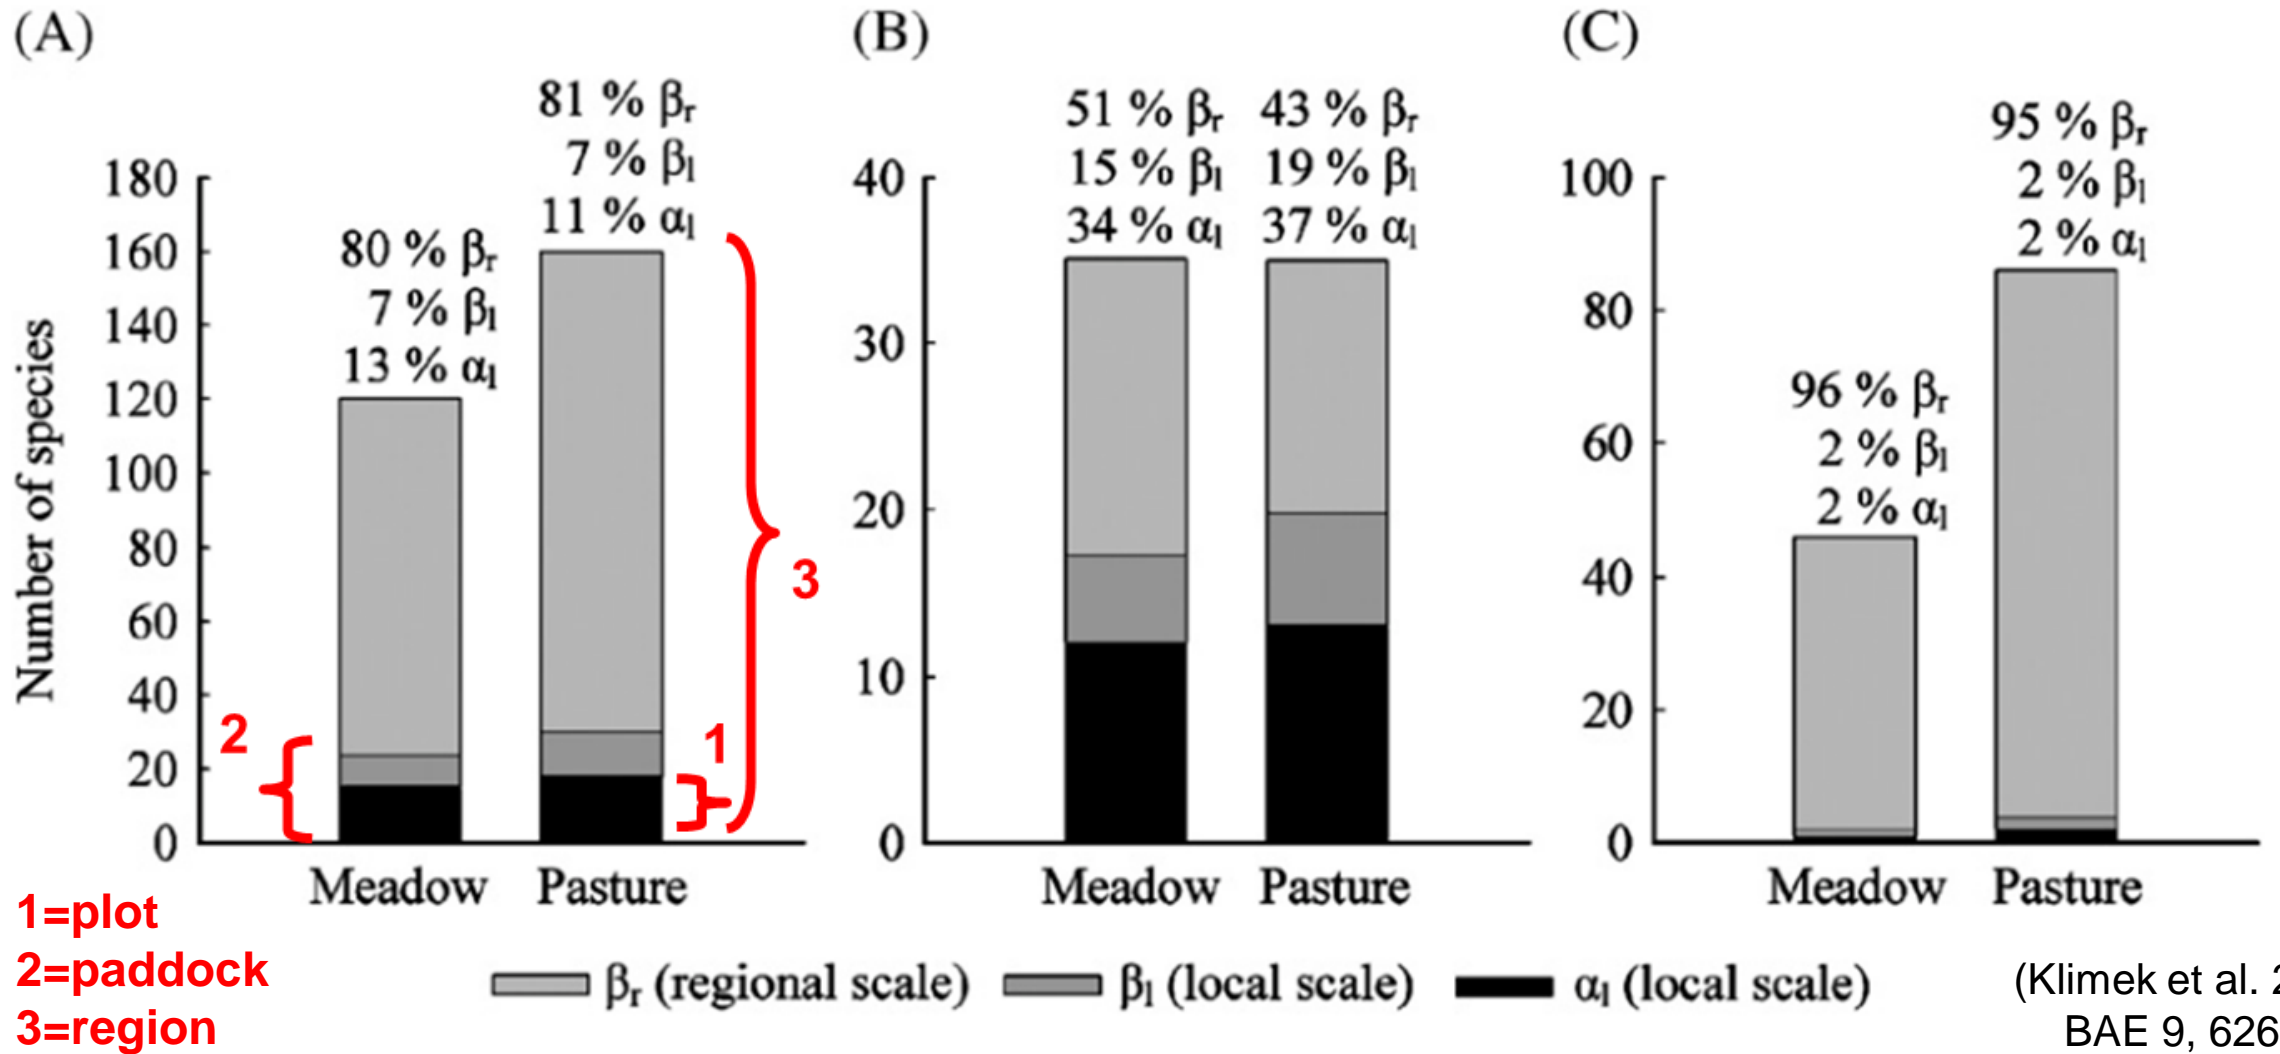 (A)
81 % βr
7 % βl
11 % αl
80 % βr
7 % βl
13 % αl
Number of species
180
160
140
120
100
80
60
40
20
0
2
1
3
Meadow Pasture
(B)
51 % βr 43 % βr
15 % βl 19 % βl
34 % αl 37 % αl
40
30
20
10
0
Meadow Pasture
(C)
95 % βr
2 % βl
2 % αl
96 % βr
2 % βl
2 % αl
100
80
60
40
20
0
Meadow Pasture
1=plot
2=paddock
3=region
βr (regional scale) βl (local scale) αl (local scale)
(Klimek et al.
BAE 9, 626